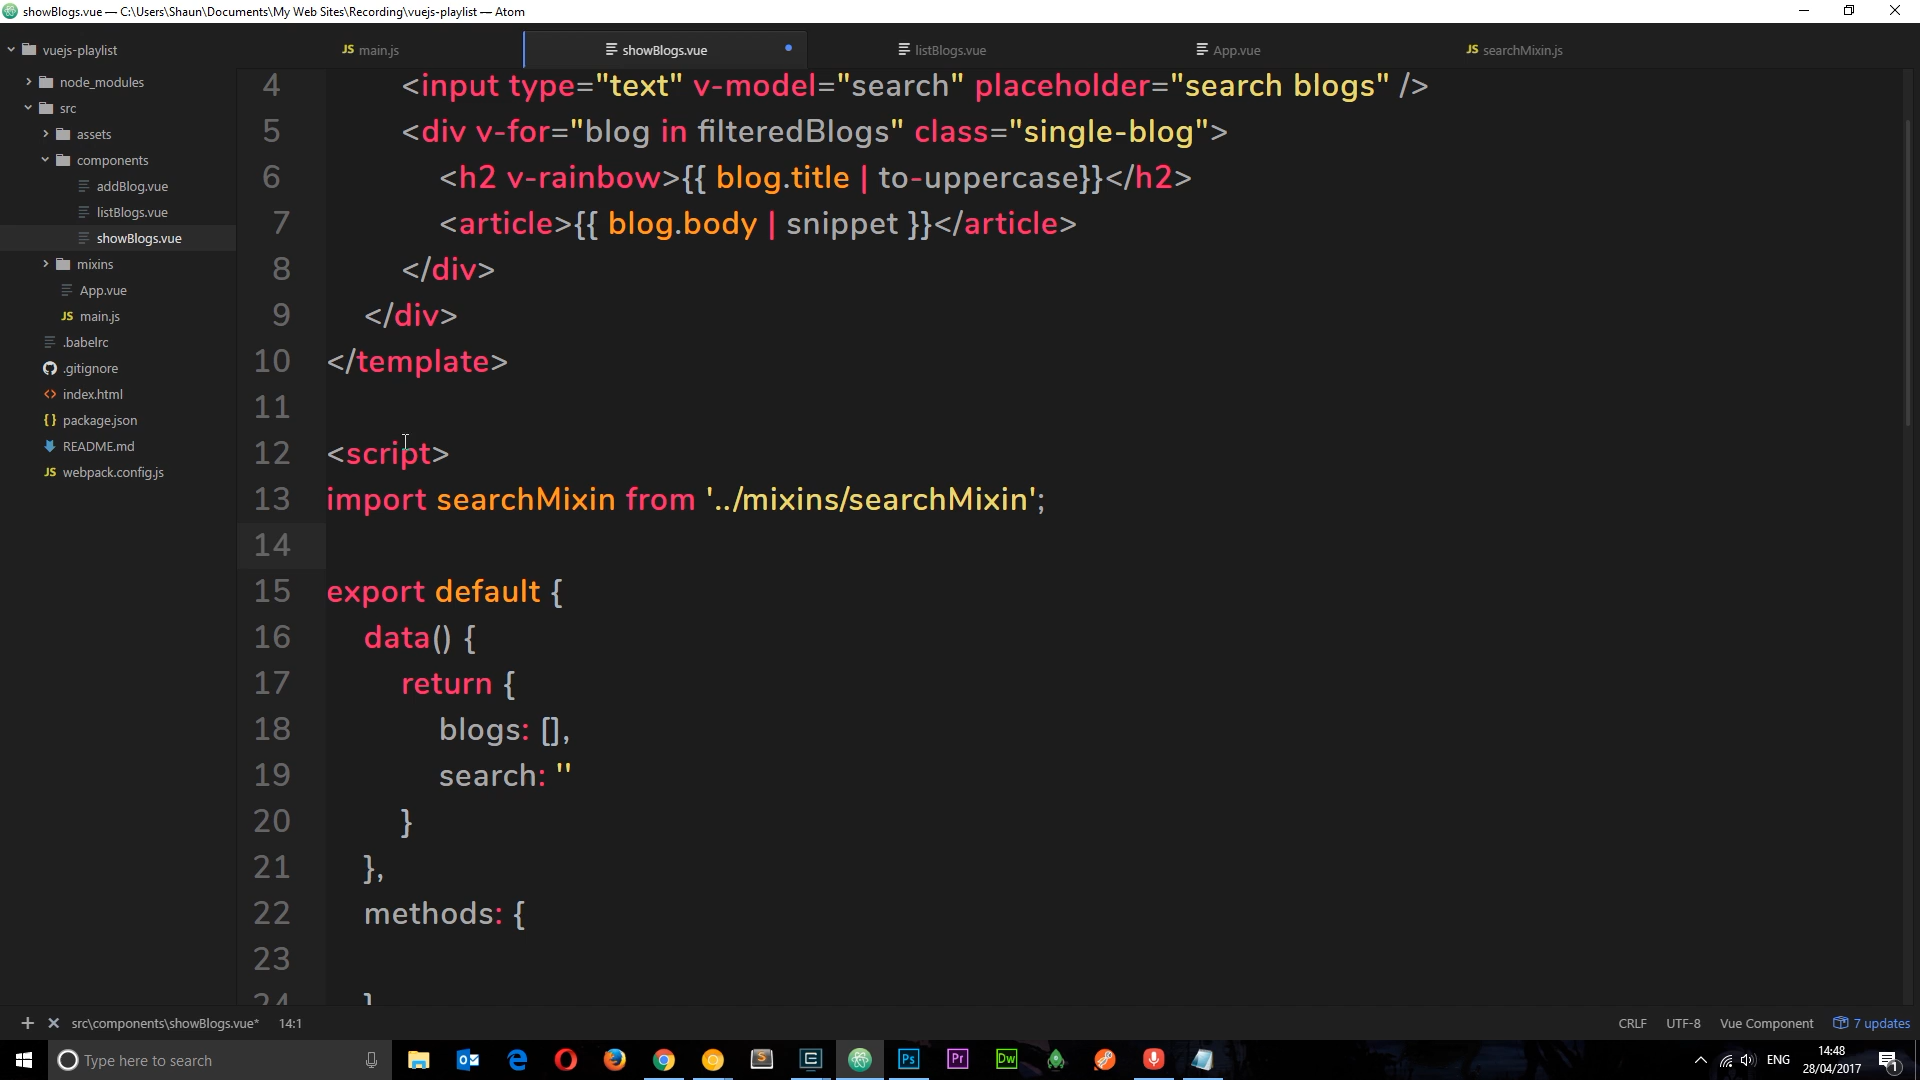 showBlogs.vue — C:\Users\Shaun\Documents\My Web Sites\Recording\vuejs-playlist — Atom
vuejs-playlist
node_modules
src
assets
components
addBlog.vue
listBlogs.vue
showBlogs.vue
mixins
App.vue
JS main.js
.babelrc
.gitignore
<> index.html
{} package.json
README.md
JS webpack.config.js
JS main.js
showBlogs.vue
listBlogs.vue
App.vue
JS searchMixin.js
4 <input type="text" v-model="search" placeholder="search blogs" />
5 <div v-for="blog in filteredBlogs" class="single-blog">
6 <h2 v-rainbow>{{ blog.title | to-uppercase}}</h2>
7 <article>{{ blog.body | snippet }}</article>
8 </div>
9 </div>
10 </template>
11
12 <script>
13 import searchMixin from '../mixins/searchMixin';
14
15 export default {
16 data() {
17 return {
18 blogs: [],
19 search: ''
20 }
21 },
22 methods: {
23
24 }
src\components\showBlogs.vue* 14:1
CRLF UTF-8 Vue Component 7 updates
Type here to search
ENG
14:48
28/04/2017
1